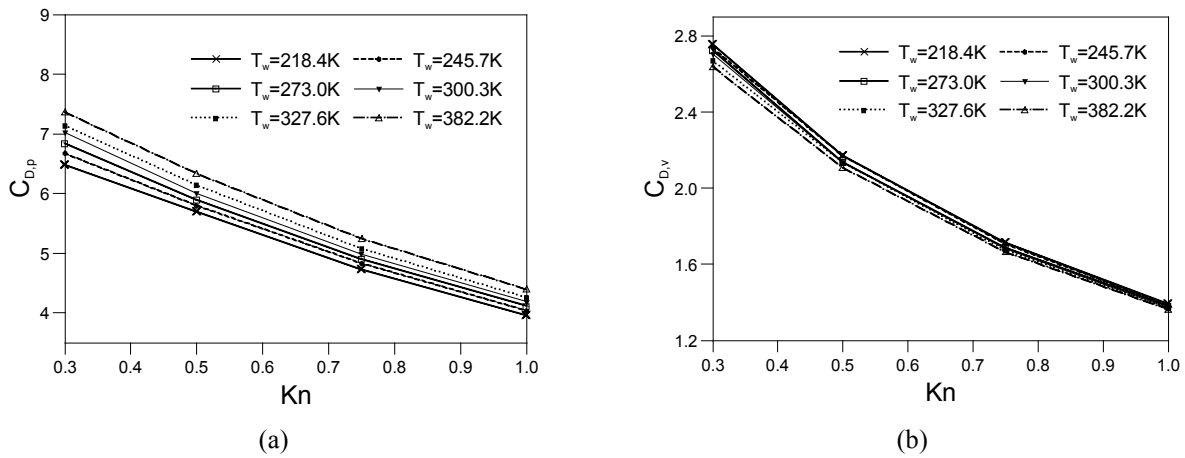 9
8
7
6
5
4
C_D,p
T_w=218.4K T_w=245.7K
T_w=273.0K T_w=300.3K
T_w=327.6K T_w=382.2K
0.3 0.4 0.5 0.6 0.7 0.8 0.9 1.0
Kn
(a)
2.8
2.4
2.0
1.6
1.2
C_D,v
T_w=218.4K T_w=245.7K
T_w=273.0K T_w=300.3K
T_w=327.6K T_w=382.2K
0.3 0.4 0.5 0.6 0.7 0.8 0.9 1.0
Kn
(b)